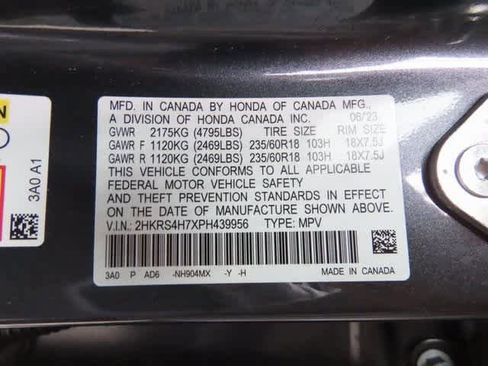 MFD. IN CANADA BY HONDA OF CANADA MFG.,
A DIVISION OF HONDA CANADA INC. 06/23
GVWR 2175KG (4795LBS) TIRE SIZE RIM SIZE
GAWR F 1120KG (2469LBS) 235/60R18 103H 18X7.5J
GAWR R 1120KG (2469LBS) 235/60R18 103H 18X7.5J
THIS VEHICLE CONFORMS TO ALL APPLICABLE
FEDERAL MOTOR VEHICLE SAFETY
AND THEFT PREVENTION STANDARDS IN EFFECT
ON THE DATE OF MANUFACTURE SHOWN ABOVE.
V.I.N.: 2HKRS4H7XPH439956 TYPE: MPV
3A0 P AD6 -NH904MX -Y -H MADE IN CANADA
3A0 A1